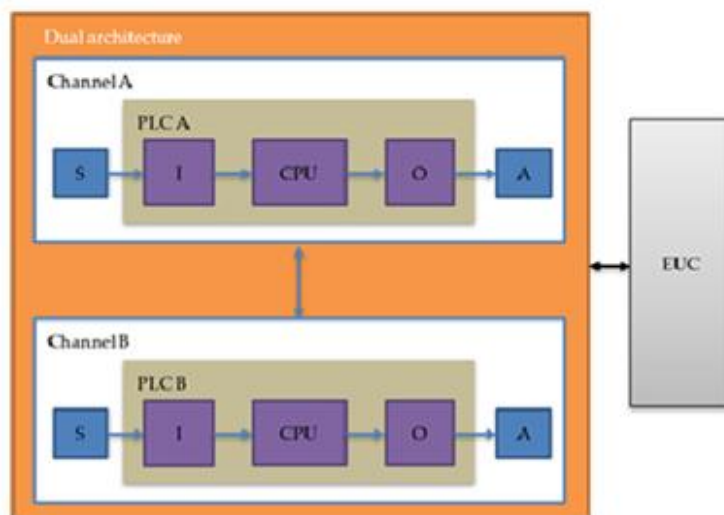 Dual architecture
Channel A
PLC A
S I CPU O A
EUC
Channel B
PLC B
S I CPU O A